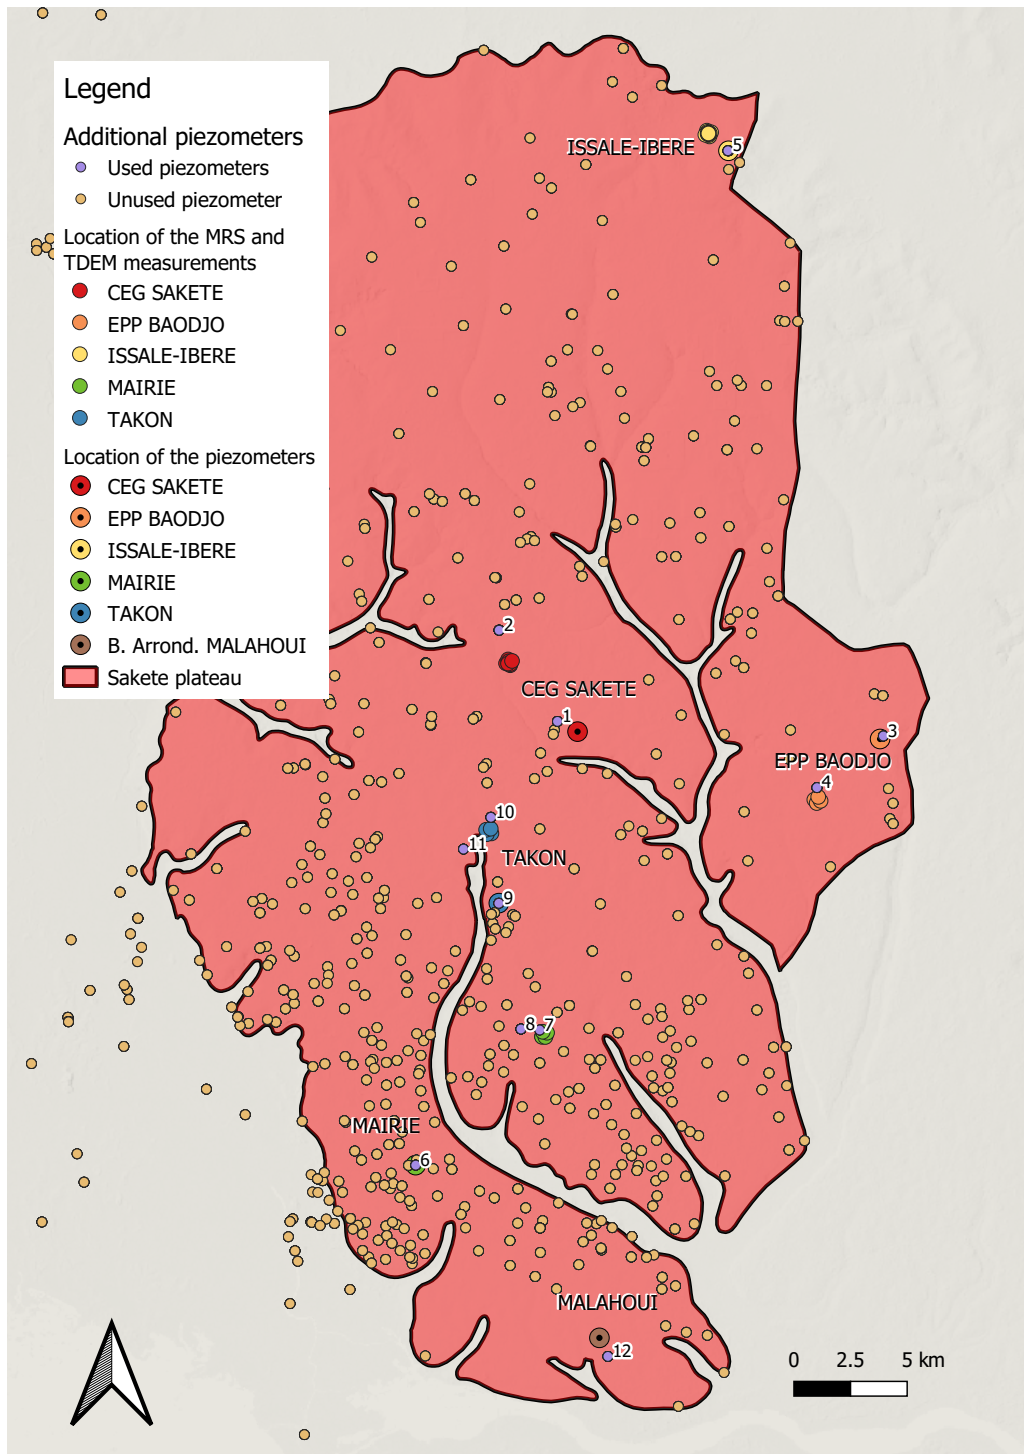 Legend
Additional piezometers
Used piezometers
Unused piezometer
Location of the MRS and
TDEM measurements
CEG SAKETE
EPP BAODJO
ISSALE-IBERE
MAIRIE
TAKON
Location of the piezometers
CEG SAKETE
EPP BAODJO
ISSALE-IBERE
MAIRIE
TAKON
B. Arrond. MALAHOUI
Sakete plateau
ISSALE-IBERE
5
2
CEG SAKETE
1
3
EPP BAODJO
4
10
11
TAKON
9
8
7
MAIRIE
6
MALAHOUI
12
0 2.5 5 km